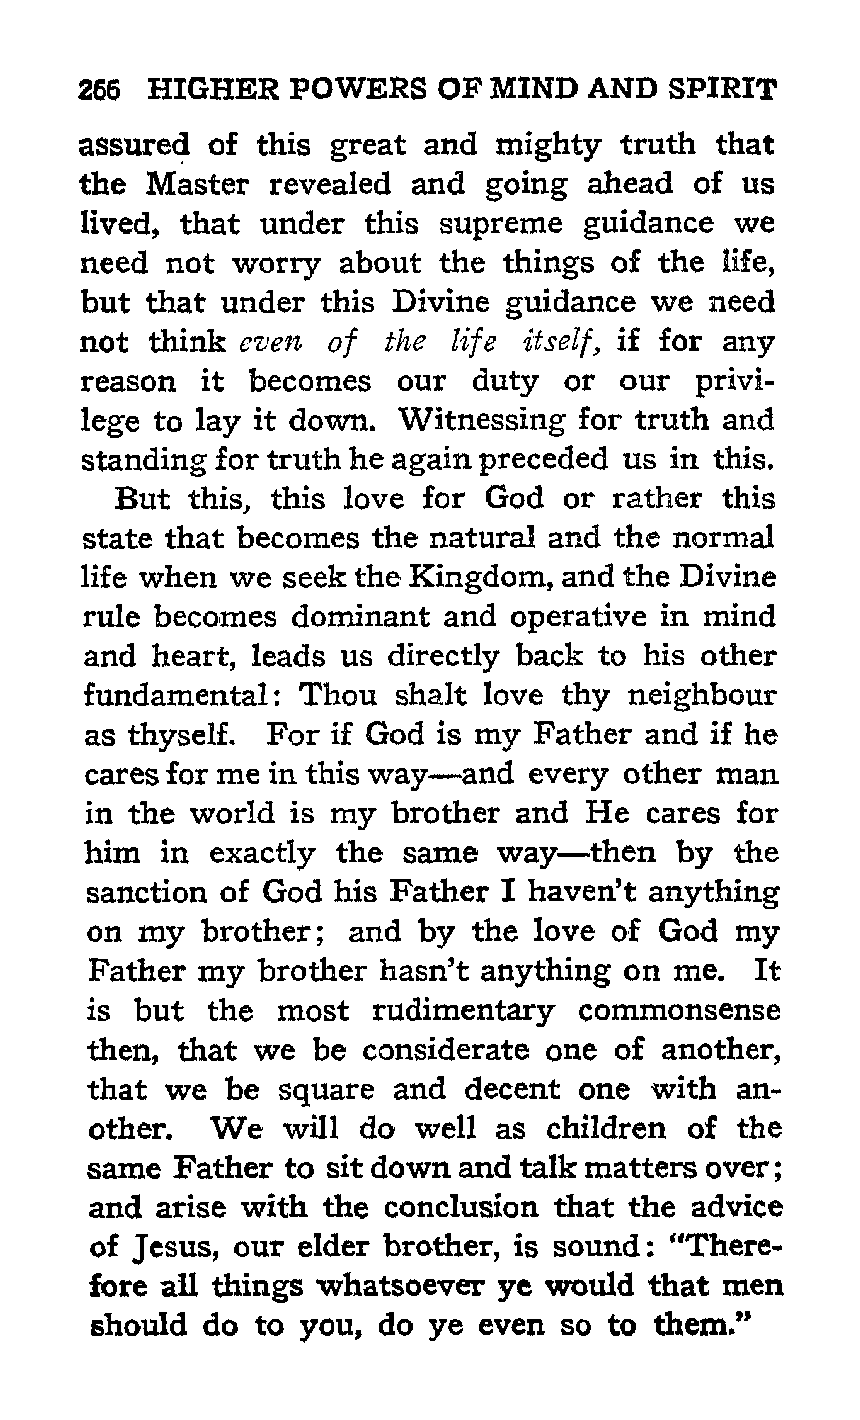 266 HIGHER POWERS OF MIND AND SPIRIT
assured of this great and mighty truth that
the Master revealed and going ahead of us
lived, that under this supreme guidance we
need not worry about the things of the life,
but that under this Divine guidance we need
not think even of the life itself, if for any
reason it becomes our duty or our privi-
lege to lay it down. Witnessing for truth and
standing for truth he again preceded us in this.
But this, this love for God or rather this
state that becomes the natural and the normal
life when we seek the Kingdom, and the Divine
rule becomes dominant and operative in mind
and heart, leads us directly back to his other
fundamental: Thou shalt love thy neighbour
as thyself. For if God is my Father and if he
cares for me in this way—and every other man
in the world is my brother and He cares for
him in exactly the same way—then by the
sanction of God his Father I haven't anything
on my brother; and by the love of God my
Father my brother hasn't anything on me. It
is but the most rudimentary commonsense
then, that we be considerate one of another,
that we be square and decent one with an-
other. We will do well as children of the
same Father to sit down and talk matters over;
and arise with the conclusion that the advice
of Jesus, our elder brother, is sound: "There-
fore all things whatsoever ye would that men
should do to you, do ye even so to them."